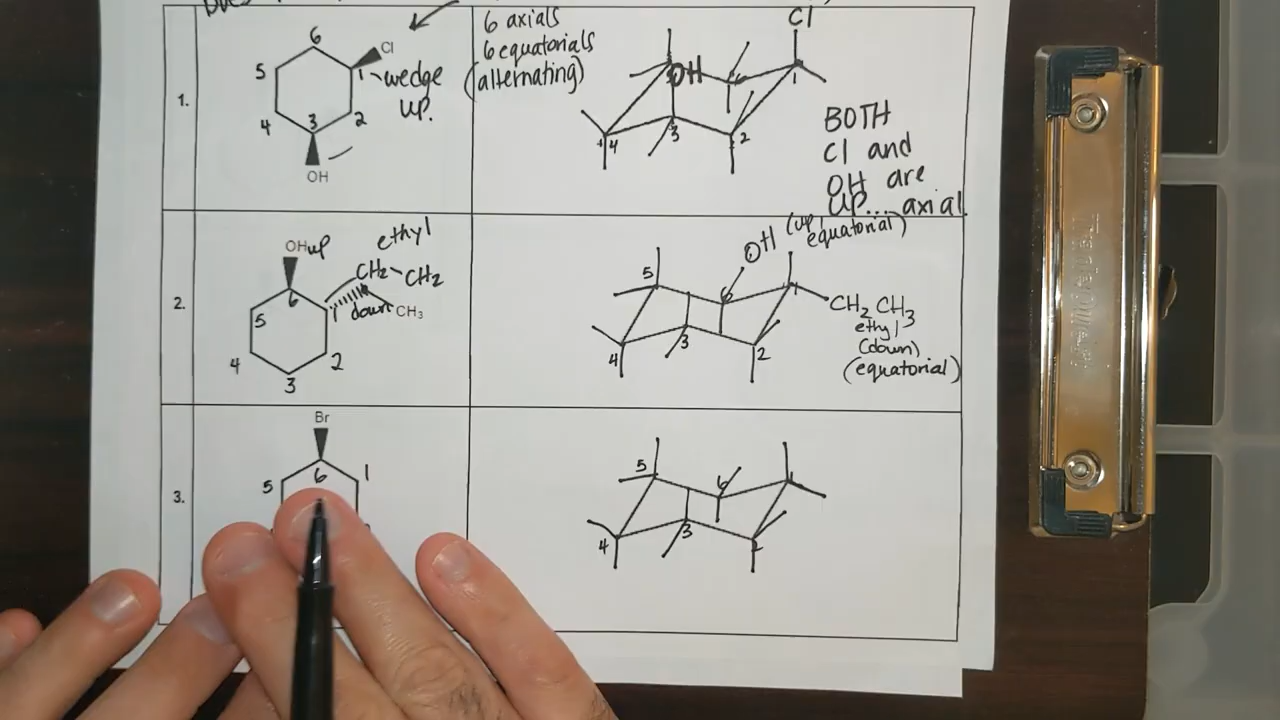 1.
6
5
4
3
2
1
Cl
OH
wedge
up.
6 axials
6 equatorials
(alternating)
Cl
OH
6
1
4
3
2
BOTH
Cl and
OH are
UP... axial
2.
OH up
ethyl
CH2-CH2
6
1
down
CH3
5
4
3
2
OH (up,
equatorial)
5
6
1
4
3
2
CH2 CH3
ethyl
(down)
(equatorial)
3.
Br
6
1
5
5
6
1
4
3
2